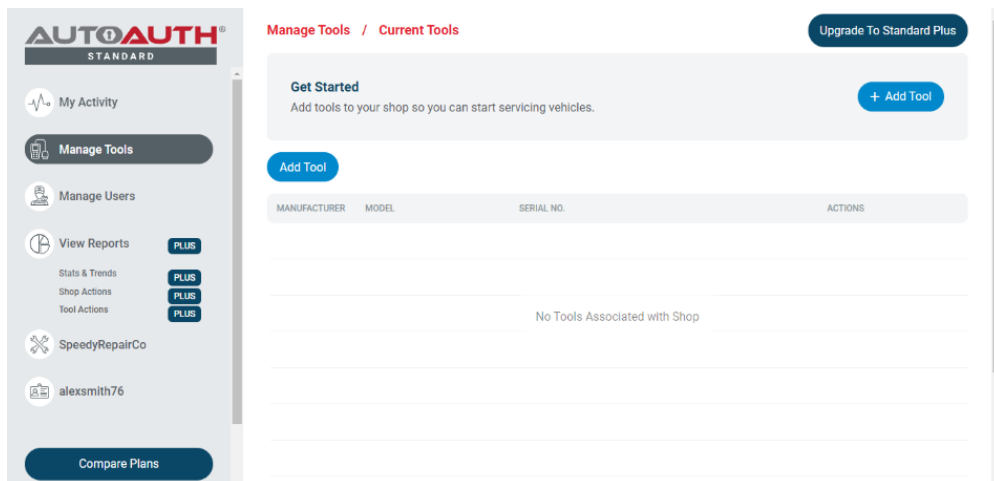 AUTOAUTH®
STANDARD
My Activity
Manage Tools
Manage Users
View Reports PLUS
Stats & Trends PLUS
Shop Actions PLUS
Tool Actions PLUS
SpeedyRepairCo
alexsmith76
Compare Plans
Manage Tools / Current Tools
Upgrade To Standard Plus
Get Started
Add tools to your shop so you can start servicing vehicles.
+ Add Tool
Add Tool
MANUFACTURER MODEL SERIAL NO. ACTIONS
No Tools Associated with Shop